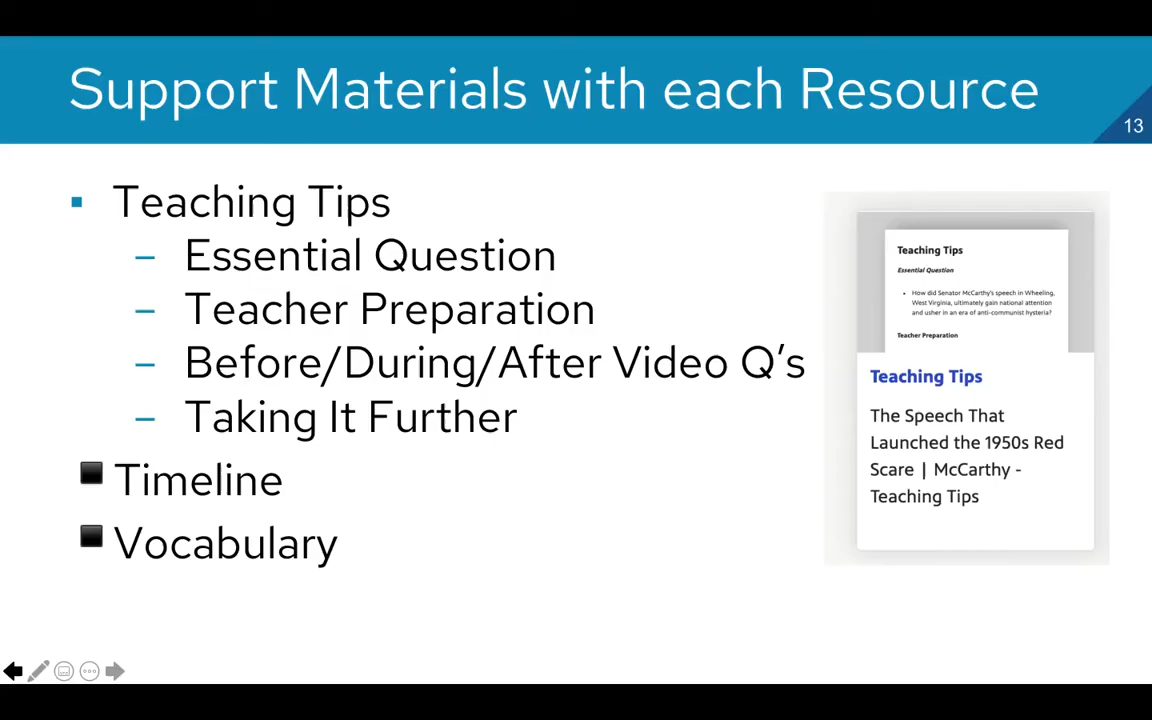 Support Materials with each Resource
13
▪ Teaching Tips
– Essential Question
– Teacher Preparation
– Before/During/After Video Q’s
– Taking It Further
▪ Timeline
▪ Vocabulary
Teaching Tips
Essential Question
• How did Senator McCarthy's speech in Wheeling,
West Virginia, ultimately gain national attention
and usher in an era of anti-communist hysteria?
Teacher Preparation
Teaching Tips
The Speech That
Launched the 1950s Red
Scare | McCarthy -
Teaching Tips